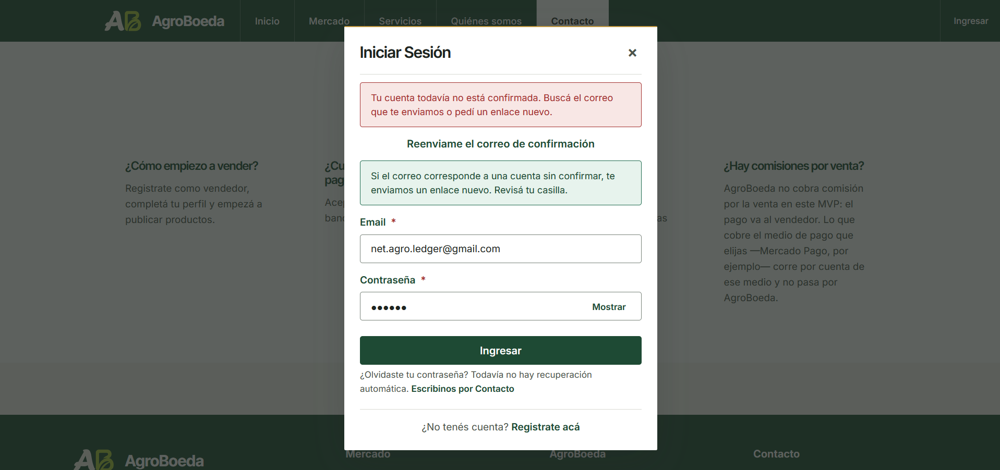 AB AgroBoeda
Inicio
Mercado
Servicios
Quiénes somos
Contacto
Ingresar
Iniciar Sesión
×
Tu cuenta todavía no está confirmada. Buscá el correo
que te enviamos o pedí un enlace nuevo.
Reenviame el correo de confirmación
Si el correo corresponde a una cuenta sin confirmar, te
enviamos un enlace nuevo. Revisá tu casilla.
Email *
net.agro.ledger@gmail.com
Contraseña *
●●●●●● Mostrar
Ingresar
¿Olvidaste tu contraseña? Todavía no hay recuperación
automática. Escribinos por Contacto
¿No tenés cuenta? Registrate acá
¿Cómo empiezo a vender?
Registrate como vendedor,
completá tu perfil y empezá a
publicar productos.
¿Hay comisiones por venta?
AgroBoeda no cobra comisión
por la venta en este MVP: el
pago va al vendedor. Lo que
cobre el medio de pago que
elijas —Mercado Pago, por
ejemplo— corre por cuenta de
ese medio y no pasa por
AgroBoeda.
AB AgroBoeda
Mercado
AgroBoeda
Contacto